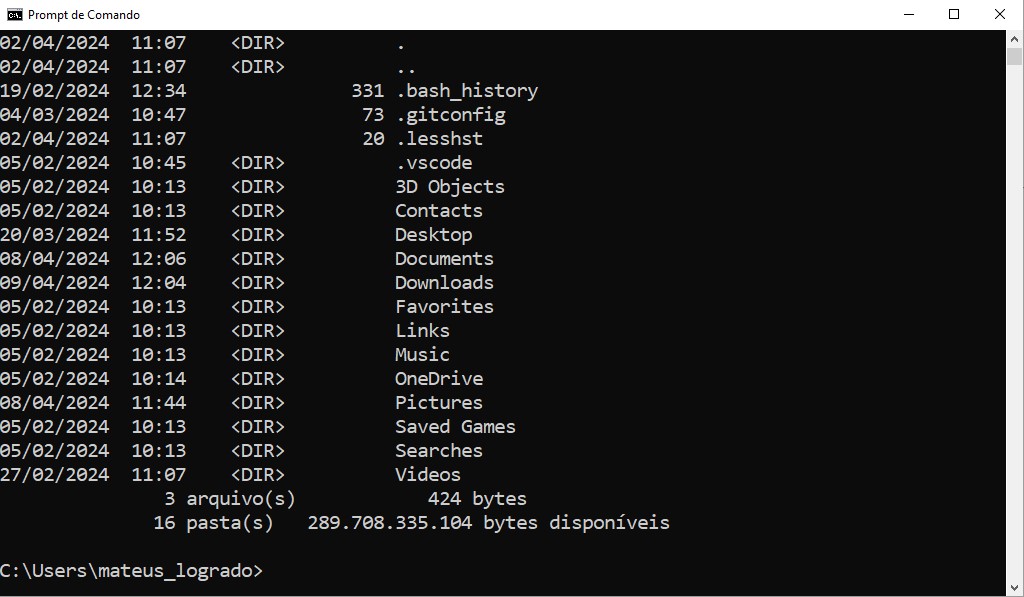 Prompt de Comando
02/04/2024  11:07    <DIR>          .
02/04/2024  11:07    <DIR>          ..
19/02/2024  12:34               331 .bash_history
04/03/2024  10:47                73 .gitconfig
02/04/2024  11:07                20 .lesshst
05/02/2024  10:45    <DIR>          .vscode
05/02/2024  10:13    <DIR>          3D Objects
05/02/2024  10:13    <DIR>          Contacts
20/03/2024  11:52    <DIR>          Desktop
08/04/2024  12:06    <DIR>          Documents
09/04/2024  12:04    <DIR>          Downloads
05/02/2024  10:13    <DIR>          Favorites
05/02/2024  10:13    <DIR>          Links
05/02/2024  10:13    <DIR>          Music
05/02/2024  10:14    <DIR>          OneDrive
08/04/2024  11:44    <DIR>          Pictures
05/02/2024  10:13    <DIR>          Saved Games
05/02/2024  10:13    <DIR>          Searches
27/02/2024  11:07    <DIR>          Videos
               3 arquivo(s)            424 bytes
              16 pasta(s)   289.708.335.104 bytes disponíveis
C:\Users\mateus_logrado>